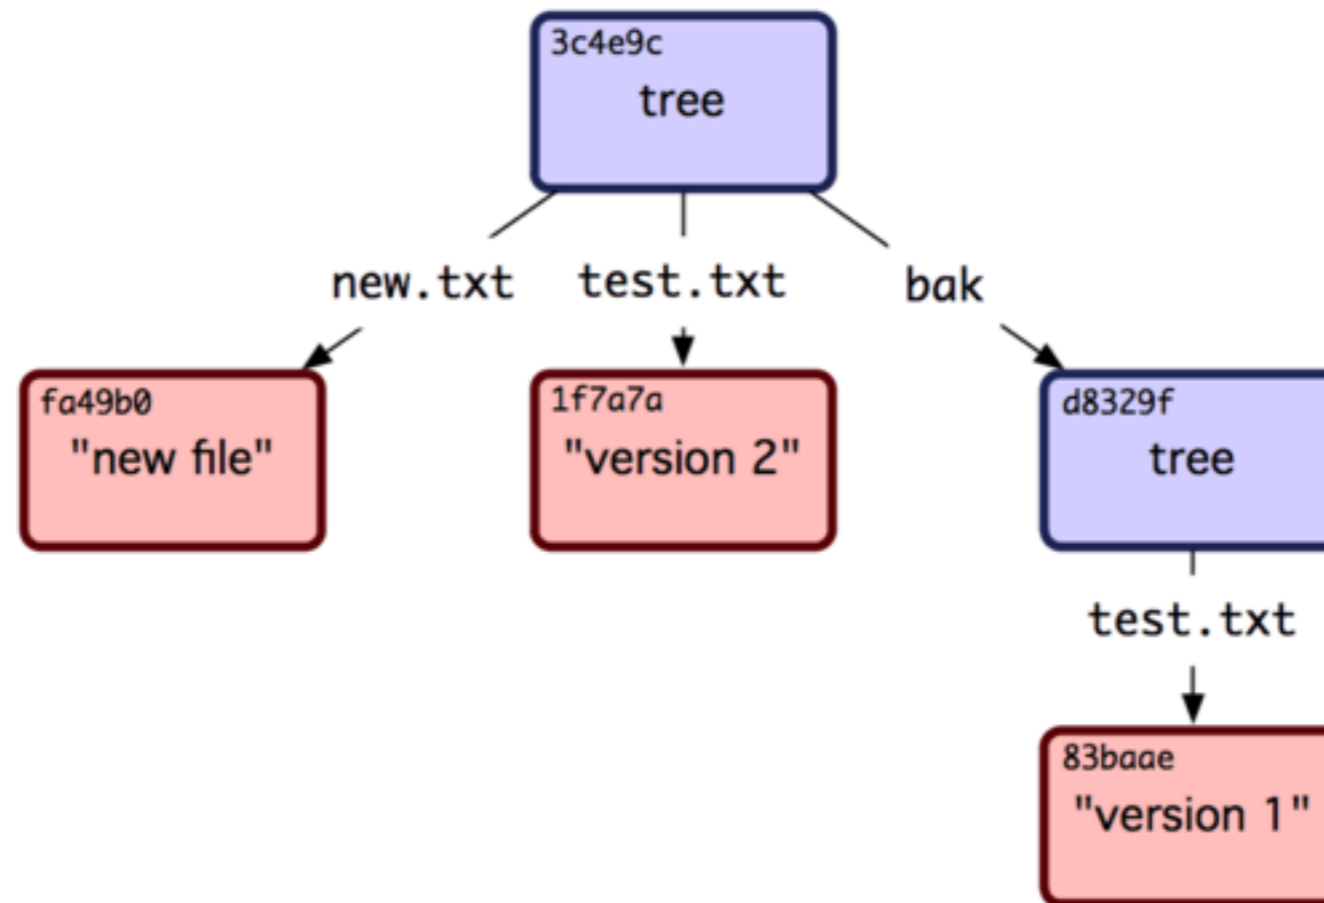 3c4e9c
tree
new.txt
test.txt
bak
fa49b0
"new file"
1f7a7a
"version 2"
d8329f
tree
test.txt
83baae
"version 1"